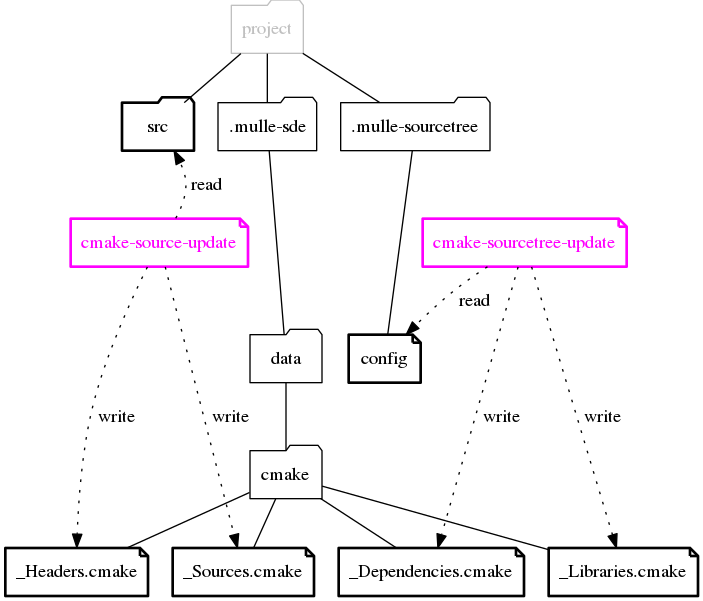 project
src
.mulle-sde
.mulle-sourcetree
read
cmake-source-update
cmake-sourcetree-update
read
data
config
write
write
write
write
cmake
_Headers.cmake
_Sources.cmake
_Dependencies.cmake
_Libraries.cmake